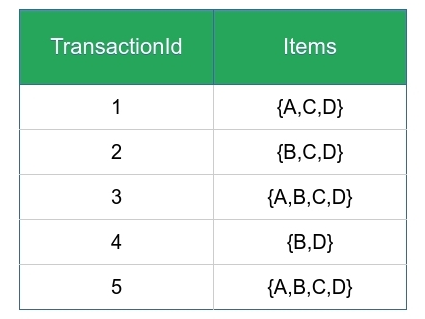 TransactionId Items
1 {A,C,D}
2 {B,C,D}
3 {A,B,C,D}
4 {B,D}
5 {A,B,C,D}